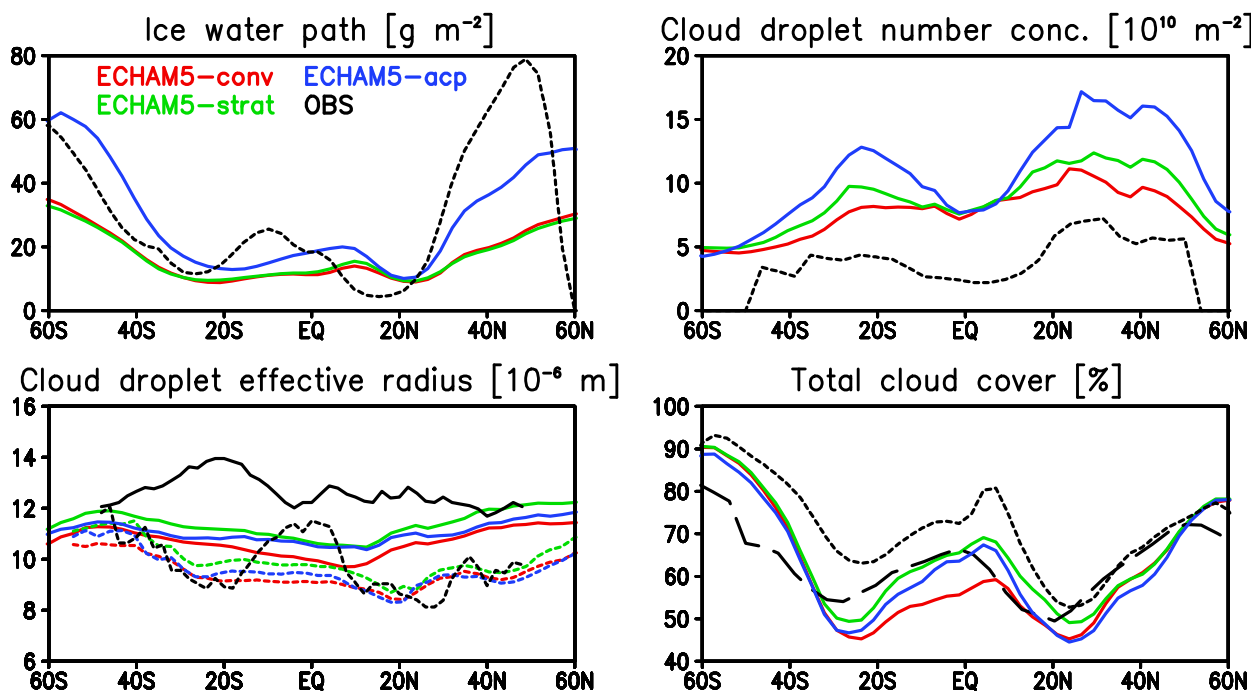 Ice water path [g m⁻²]
80
60
40
20
0
ECHAM5-conv ECHAM5-acp
ECHAM5-strat OBS
60S 40S 20S EQ 20N 40N 60N
Cloud droplet number conc. [10¹⁰ m⁻²]
20
15
10
5
0
60S 40S 20S EQ 20N 40N 60N
Cloud droplet effective radius [10⁻⁶ m]
16
14
12
10
8
6
60S 40S 20S EQ 20N 40N 60N
Total cloud cover [%]
100
90
80
70
60
50
40
60S 40S 20S EQ 20N 40N 60N